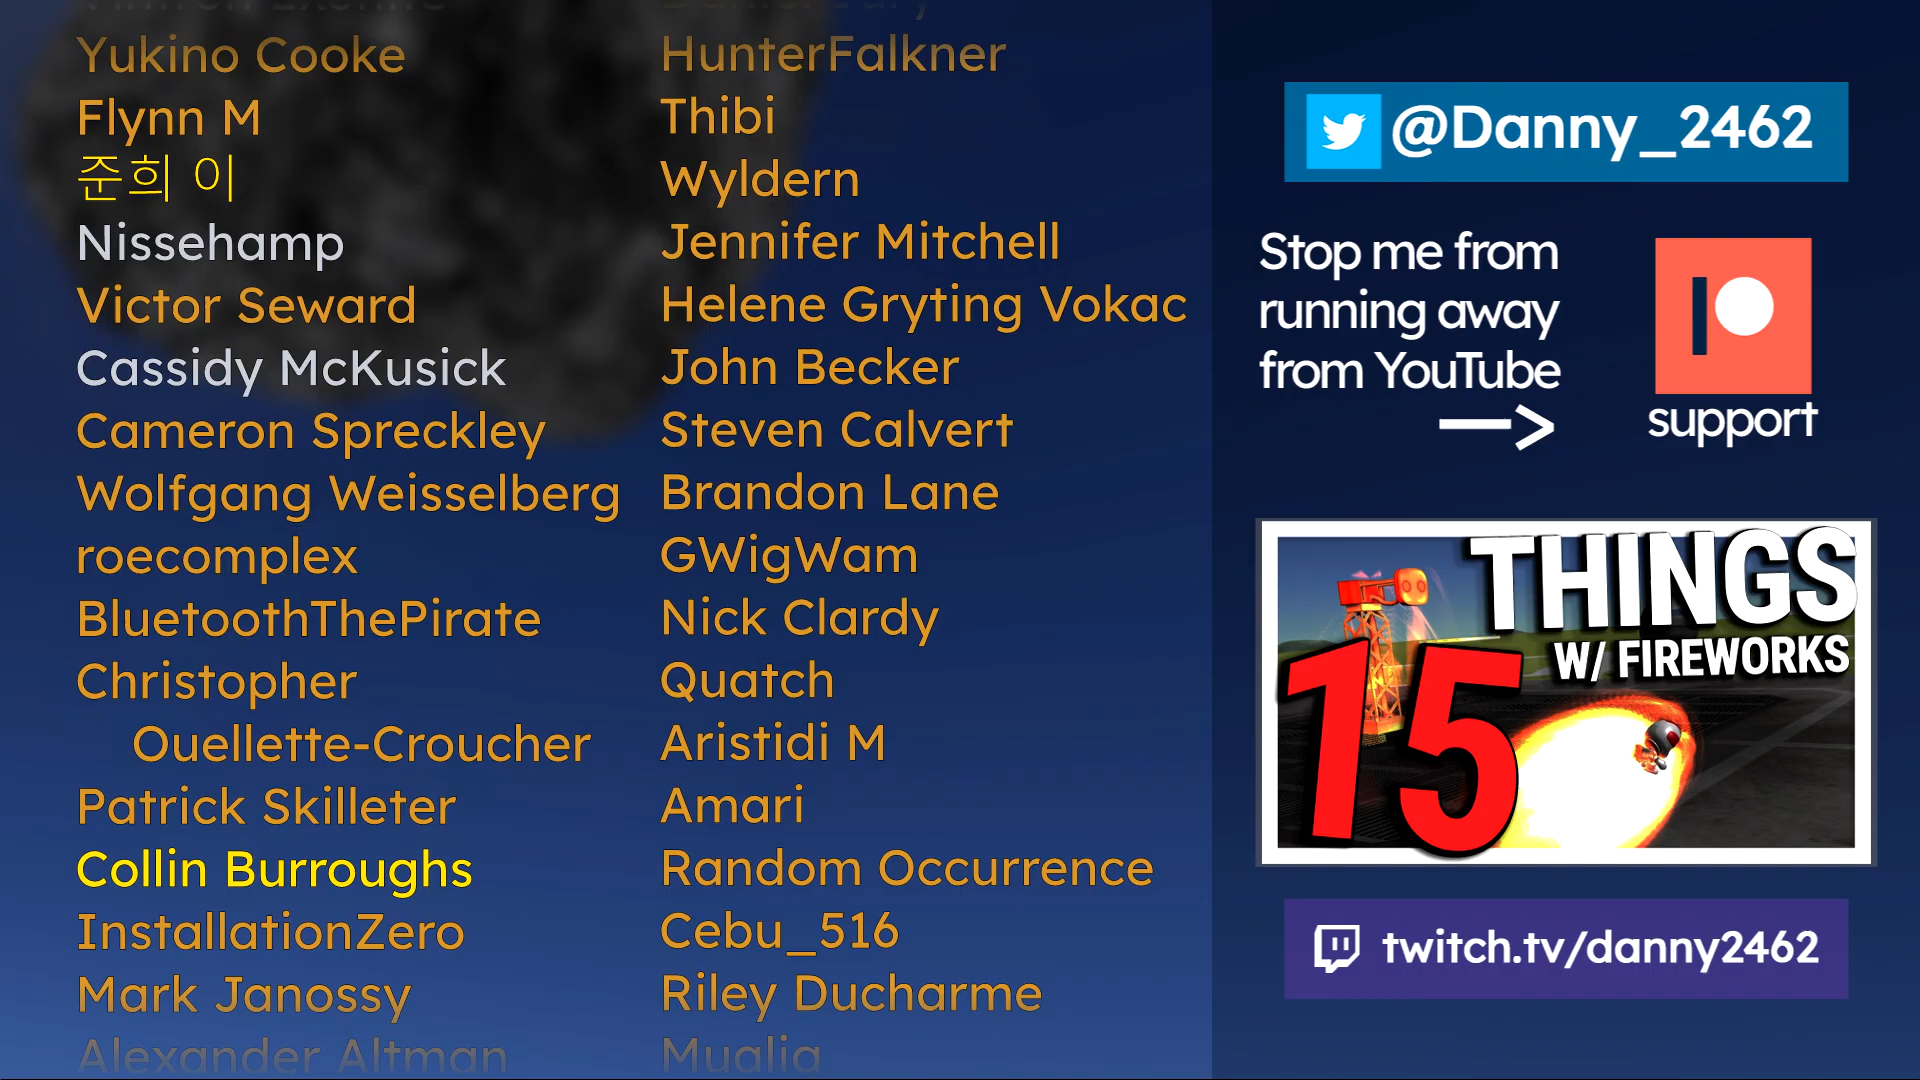 Yukino Cooke
Flynn M
준희 이
Nissehamp
Victor Seward
Cassidy McKusick
Cameron Spreckley
Wolfgang Weisselberg
roecomplex
BluetoothThePirate
Christopher
Ouellette-Croucher
Patrick Skilleter
Collin Burroughs
InstallationZero
Mark Janossy
Alexander Altman
HunterFalkner
Thibi
Wyldern
Jennifer Mitchell
Helene Gryting Vokac
John Becker
Steven Calvert
Brandon Lane
GWigWam
Nick Clardy
Quatch
Aristidi M
Amari
Random Occurrence
Cebu_516
Riley Ducharme
@Danny_2462
Stop me from
running away
from YouTube
support
THINGS
W/ FIREWORKS
15
twitch.tv/danny2462